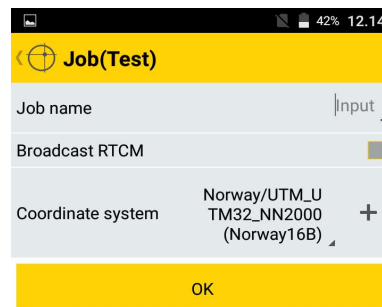 42% 12.14
Job(Test)
Job name Input
Broadcast RTCM
Coordinate system Norway/UTM_U
TM32_NN2000
(Norway16B)
OK